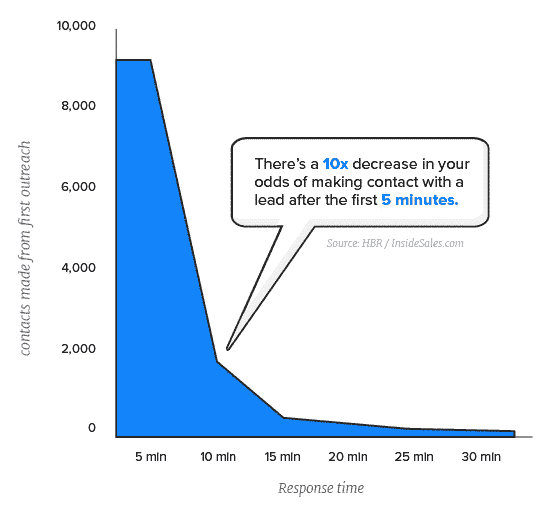 10,000
8,000
6,000
4,000
2,000
0
contacts made from first outreach
There's a 10x decrease in your
odds of making contact with a
lead after the first 5 minutes.
Source: HBR / InsideSales.com
5 min
10 min
15 min
20 min
25 min
30 min
Response time